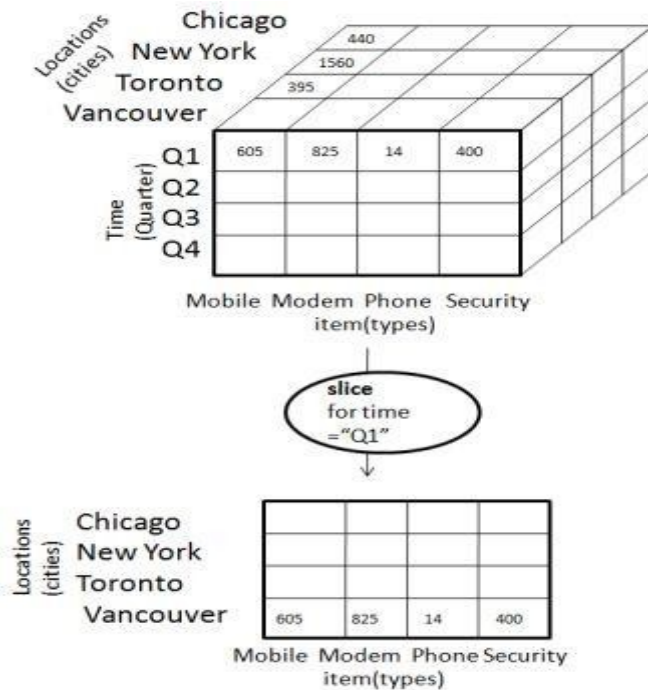 Locations
(cities)
Chicago
New York
Toronto
Vancouver
440
1560
395
Time
(Quarter)
Q1 605 825 14 400
Q2
Q3
Q4
Mobile Modem Phone Security
item(types)
slice
for time
="Q1"
Locations
(cities)
Chicago
New York
Toronto
Vancouver 605 825 14 400
Mobile Modem Phone Security
item(types)